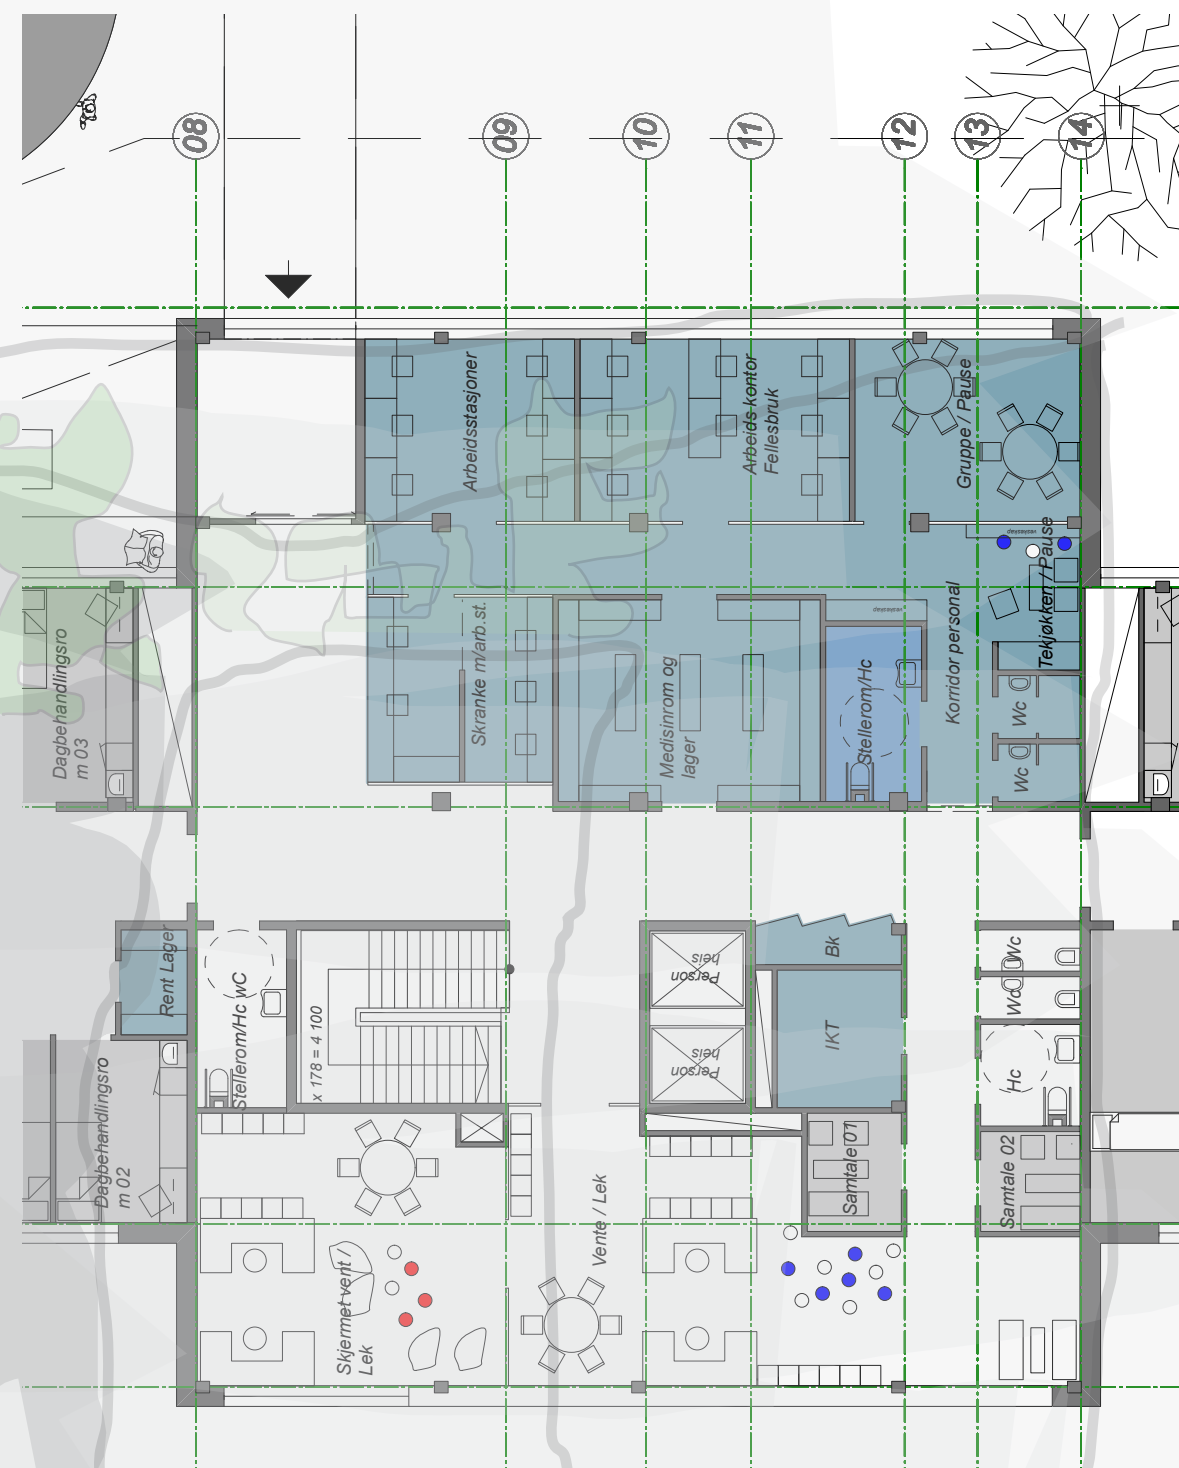 08
09
10
11
12
13
14
Arbeidsstasjoner
Arbeids kontor
Fellesbruk
Gruppe / Pause
veskeskap
Tekjøkken / Pause
Dagbehandlingsro
m 03
Skranke m/arb.st.
Medisinrom og
lager
veskeskap
Stellerom/Hc
Korridor personal
Wc
Wc
Rent Lager
Stellerom/Hc wC
x 178 = 4 100
Person
heis
Person
heis
Bk
IKT
Wc
Wc
Hc
Dagbehandlingsro
m 02
Samtale 01
Samtale 02
Vente / Lek
Skjermet vent /
Lek